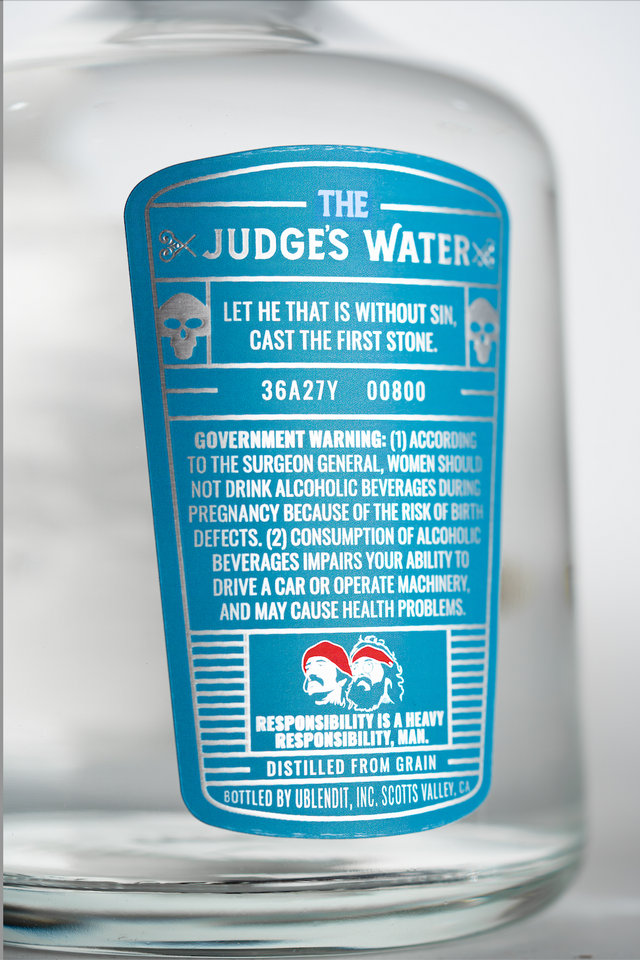 THE
JUDGE'S WATER
LET HE THAT IS WITHOUT SIN,
CAST THE FIRST STONE.
36A27Y 00800
GOVERNMENT WARNING: (1) ACCORDING
TO THE SURGEON GENERAL, WOMEN SHOULD
NOT DRINK ALCOHOLIC BEVERAGES DURING
PREGNANCY BECAUSE OF THE RISK OF BIRTH
DEFECTS. (2) CONSUMPTION OF ALCOHOLIC
BEVERAGES IMPAIRS YOUR ABILITY TO
DRIVE A CAR OR OPERATE MACHINERY,
AND MAY CAUSE HEALTH PROBLEMS.
RESPONSIBILITY IS A HEAVY
RESPONSIBILITY, MAN.
DISTILLED FROM GRAIN
BOTTLED BY UBLENDIT, INC. SCOTTS VALLEY, CA